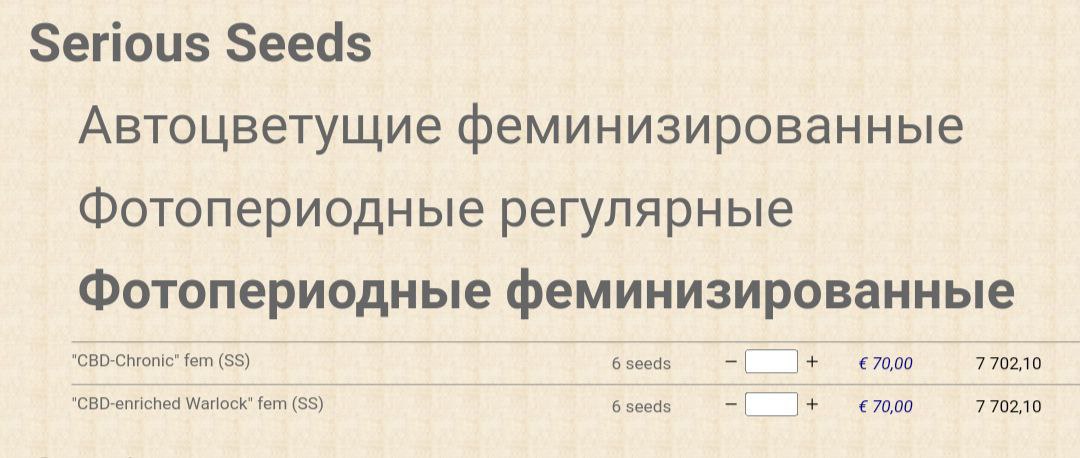 Serious Seeds
Автоцветущие феминизированные
Фотопериодные регулярные
Фотопериодные феминизированные
"CBD-Chronic" fem (SS) 6 seeds − + € 70,00 7 702,10
"CBD-enriched Warlock" fem (SS) 6 seeds − + € 70,00 7 702,10